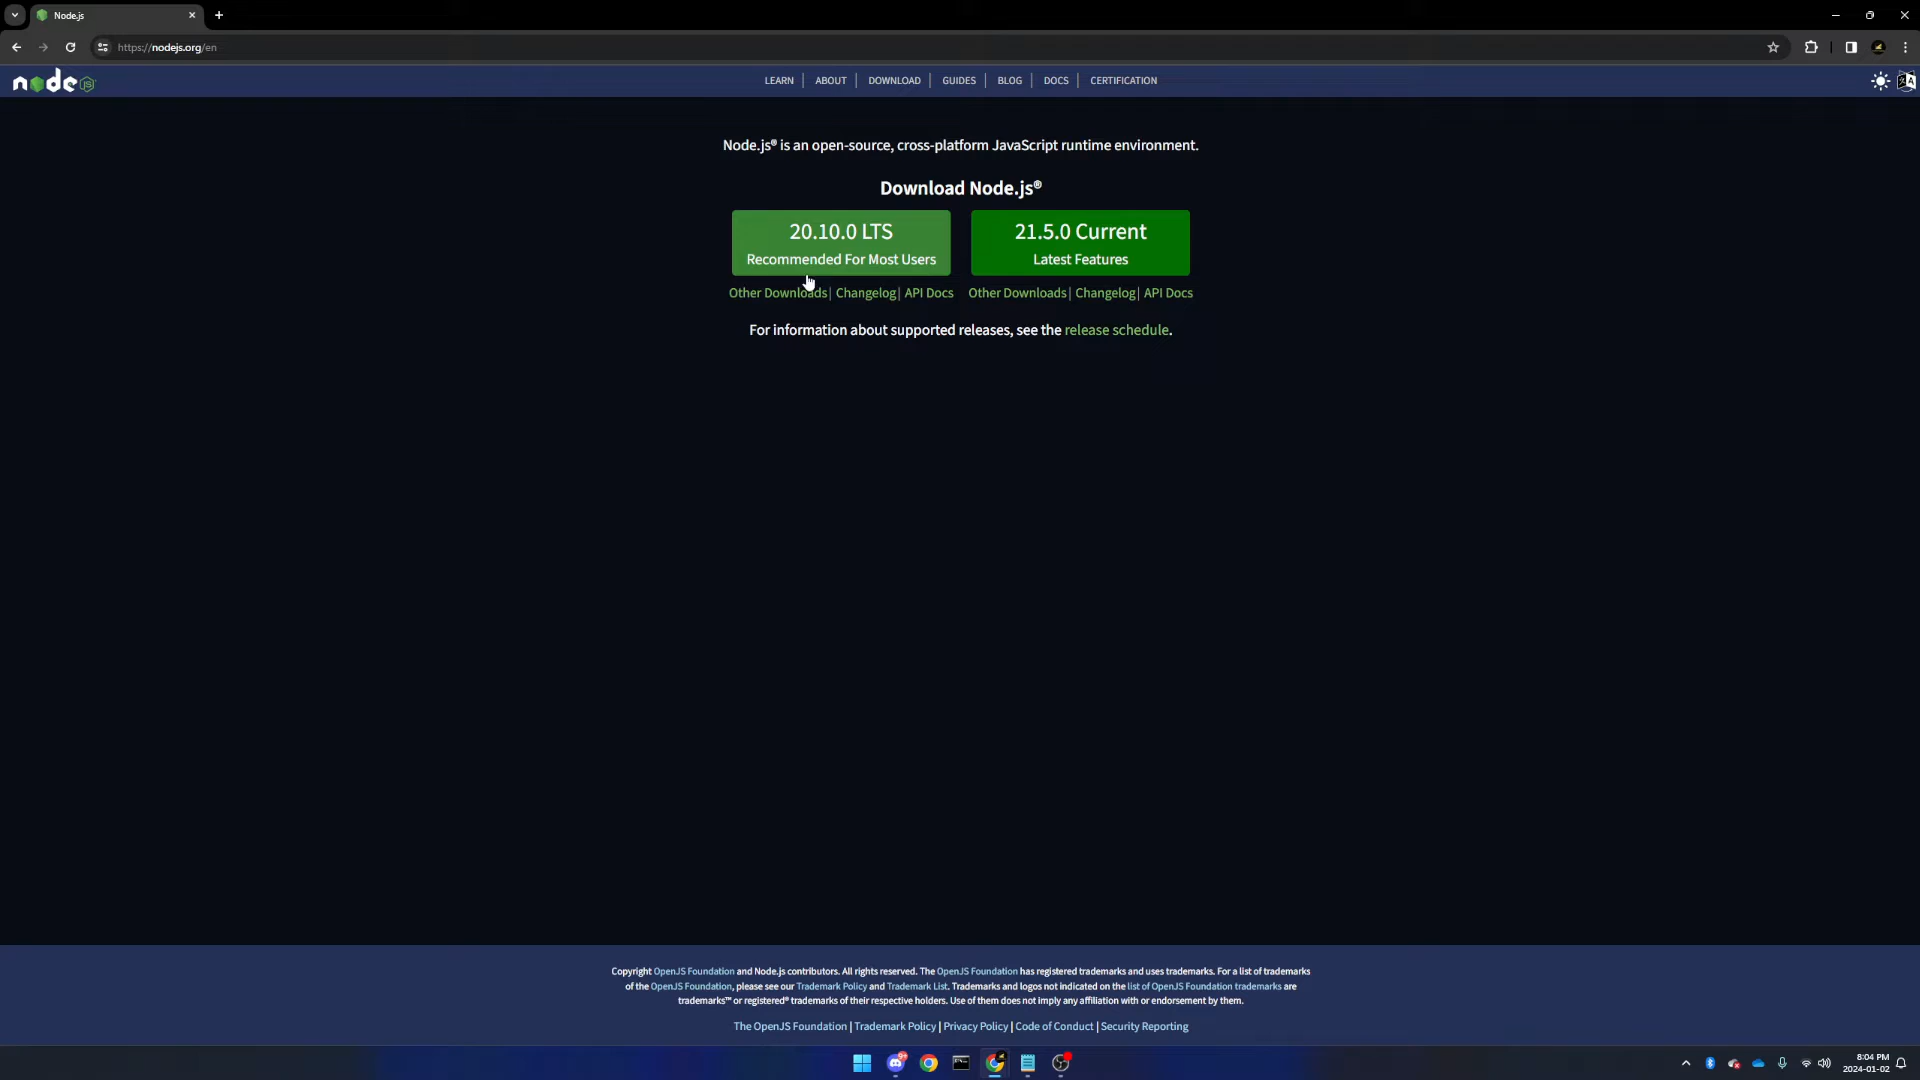 Node.js
https://nodejs.org/en
node JS
LEARN | ABOUT | DOWNLOAD | GUIDES | BLOG | DOCS | CERTIFICATION
Node.js® is an open-source, cross-platform JavaScript runtime environment.
Download Node.js®
20.10.0 LTS
Recommended For Most Users
21.5.0 Current
Latest Features
Other Downloads | Changelog | API Docs
Other Downloads | Changelog | API Docs
For information about supported releases, see the release schedule.
Copyright OpenJS Foundation and Node.js contributors. All rights reserved. The OpenJS Foundation has registered trademarks and uses trademarks. For a list of trademarks
of the OpenJS Foundation, please see our Trademark Policy and Trademark List. Trademarks and logos not indicated on the list of OpenJS Foundation trademarks are
trademarks™ or registered® trademarks of their respective holders. Use of them does not imply any affiliation with or endorsement by them.
The OpenJS Foundation | Trademark Policy | Privacy Policy | Code of Conduct | Security Reporting
8:04 PM
2024-01-02